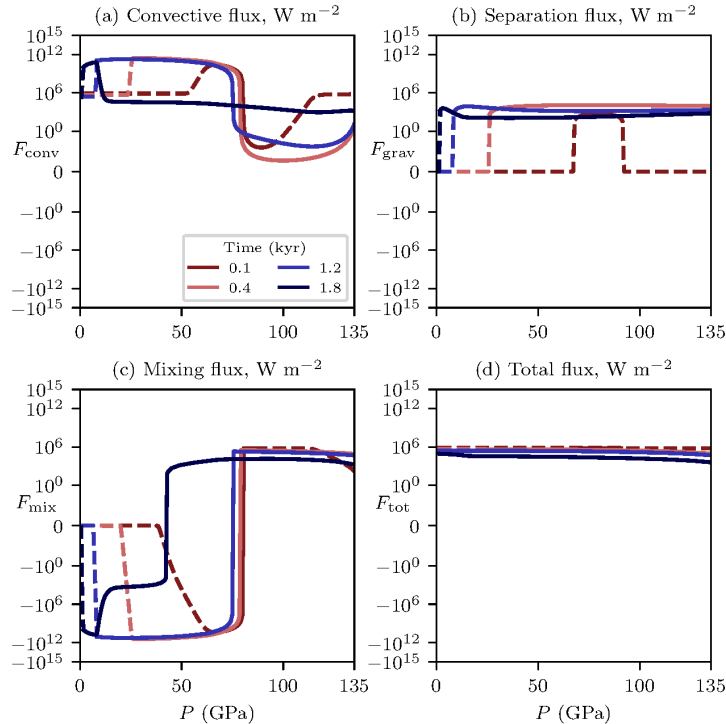 (a) Convective flux, W m⁻²
10¹⁵
10¹²
10⁶
10⁰
F_conv
0
−10⁰
−10⁶
−10¹²
−10¹⁵
Time (kyr)
0.1 1.2
0.4 1.8
0 50 100 135
(b) Separation flux, W m⁻²
10¹⁵
10¹²
10⁶
10⁰
F_grav
0
−10⁰
−10⁶
−10¹²
−10¹⁵
0 50 100 135
(c) Mixing flux, W m⁻²
10¹⁵
10¹²
10⁶
10⁰
F_mix
0
−10⁰
−10⁶
−10¹²
−10¹⁵
0 50 100 135
P (GPa)
(d) Total flux, W m⁻²
10¹⁵
10¹²
10⁶
10⁰
F_tot
0
−10⁰
−10⁶
−10¹²
−10¹⁵
0 50 100 135
P (GPa)